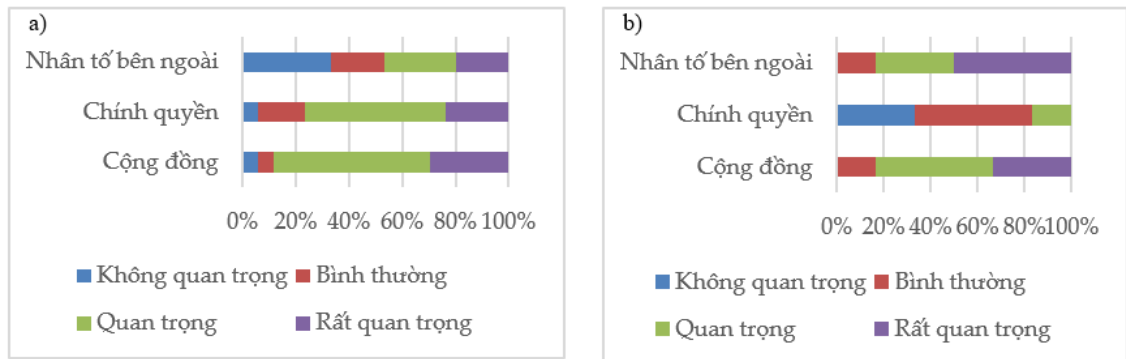 a)
Nhân tố bên ngoài
Chính quyền
Cộng đồng
0% 20% 40% 60% 80% 100%
Không quan trọng Bình thường
Quan trọng Rất quan trọng
b)
Nhân tố bên ngoài
Chính quyền
Cộng đồng
0% 20% 40% 60% 80% 100%
Không quan trọng Bình thường
Quan trọng Rất quan trọng